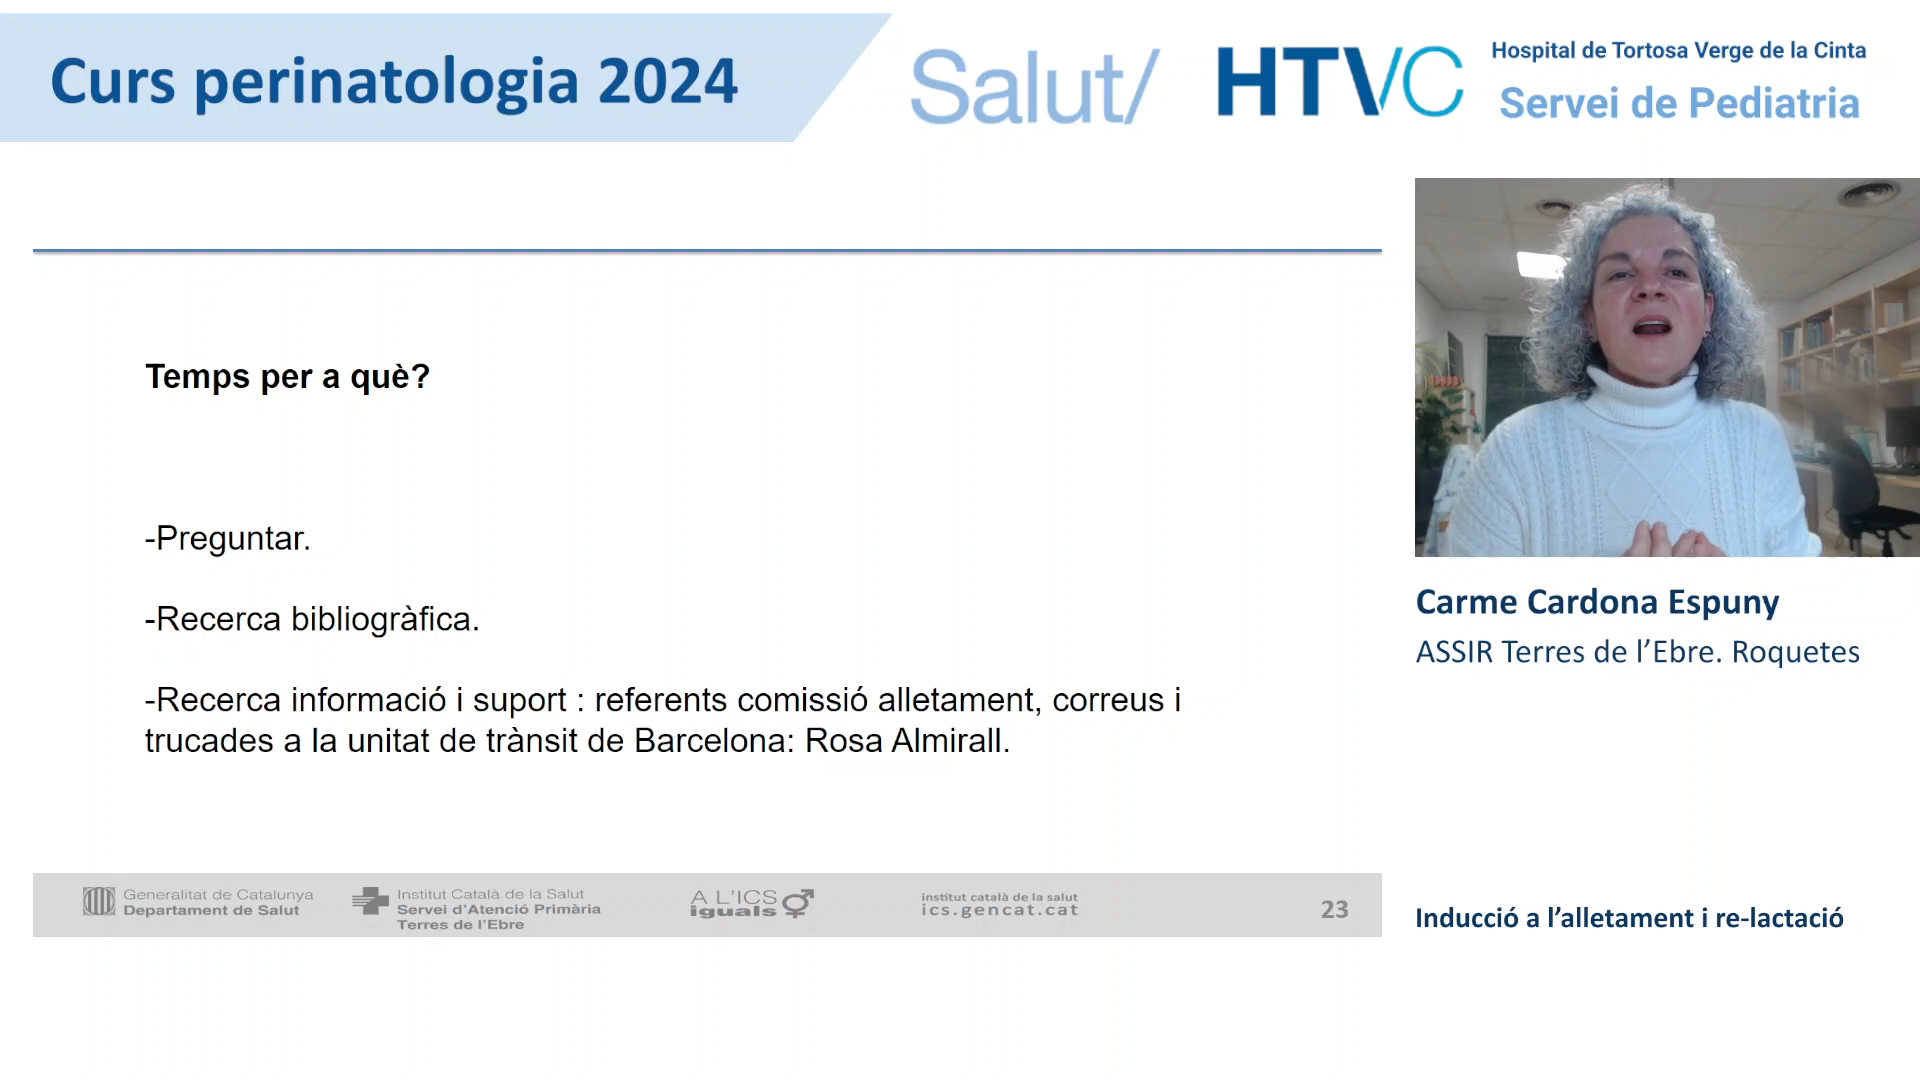 Curs perinatologia 2024
Salut/
HTVC
Hospital de Tortosa Verge de la Cinta
Servei de Pediatria
Temps per a què?
-Preguntar.
-Recerca bibliogràfica.
-Recerca informació i suport : referents comissió alletament, correus i
trucades a la unitat de trànsit de Barcelona: Rosa Almirall.
Carme Cardona Espuny
ASSIR Terres de l’Ebre. Roquetes
Generalitat de Catalunya
Departament de Salut
Institut Català de la Salut
Servei d'Atenció Primària
Terres de l'Ebre
A L'ICS
iguals
institut català de la salut
ics.gencat.cat
23
Inducció a l’alletament i re-lactació